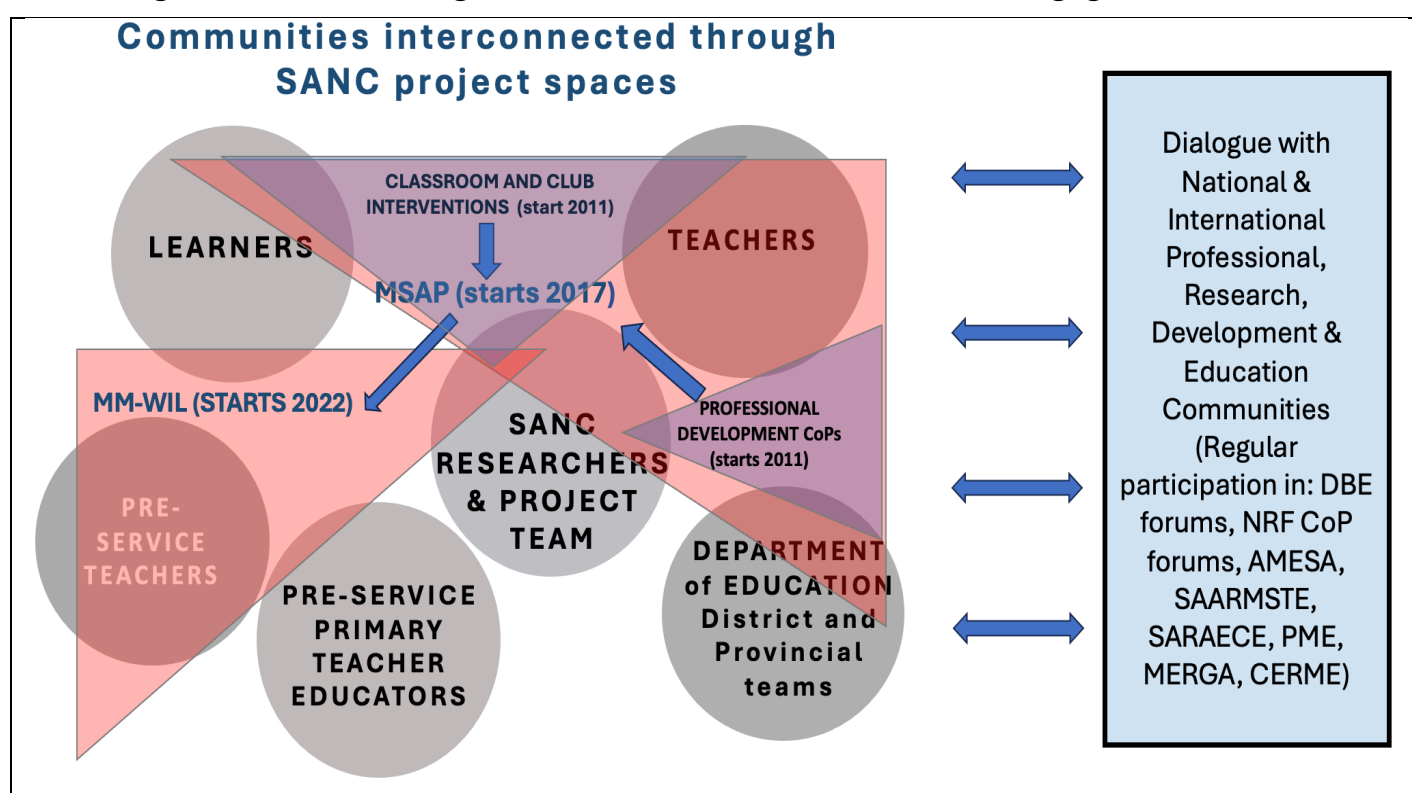 Communities interconnected through
SANC project spaces
CLASSROOM AND CLUB
INTERVENTIONS (start 2011)
LEARNERS
TEACHERS
MSAP (starts 2017)
MM-WIL (STARTS 2022)
PROFESSIONAL
DEVELOPMENT CoPs
(starts 2011)
SANC
RESEARCHERS
& PROJECT
TEAM
PRE-
SERVICE
TEACHERS
PRE-SERVICE
PRIMARY
TEACHER
EDUCATORS
DEPARTMENT
of EDUCATION
District and
Provincial
teams
Dialogue with
National &
International
Professional,
Research,
Development &
Education
Communities
(Regular
participation in: DBE
forums, NRF CoP
forums, AMESA,
SAARMSTE,
SARAECE, PME,
MERGA, CERME)